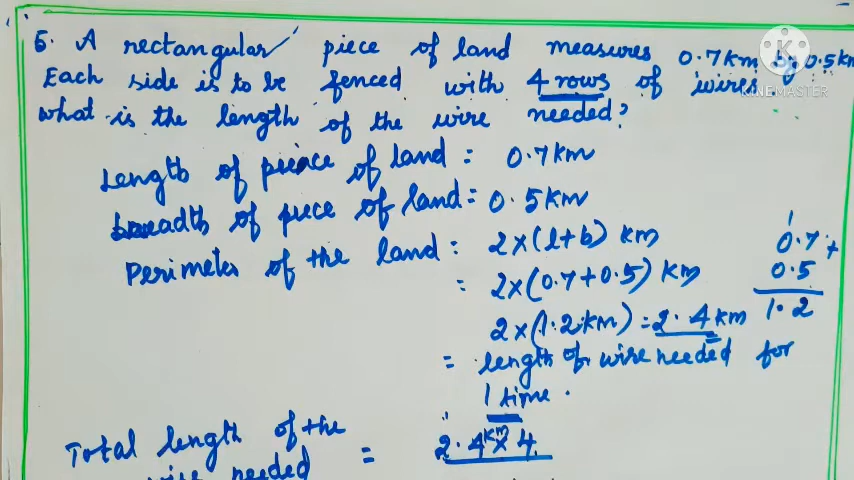 5. A rectangular piece of land measures 0.7km by 0.5km
Each side is to be fenced with 4 rows of wires.
what is the length of the wire needed?
KINEMASTER
Length of pieace of land = 0.7km
breadth of piece of land = 0.5km
Perimeter of the land = 2×(l+b) km
= 2×(0.7+0.5) km
2×(1.2km) = 2.4km
1
0.7 +
0.5
1.2
= length of wire needed for
1 time.
Total length of the
wire needed = 2.4km × 4